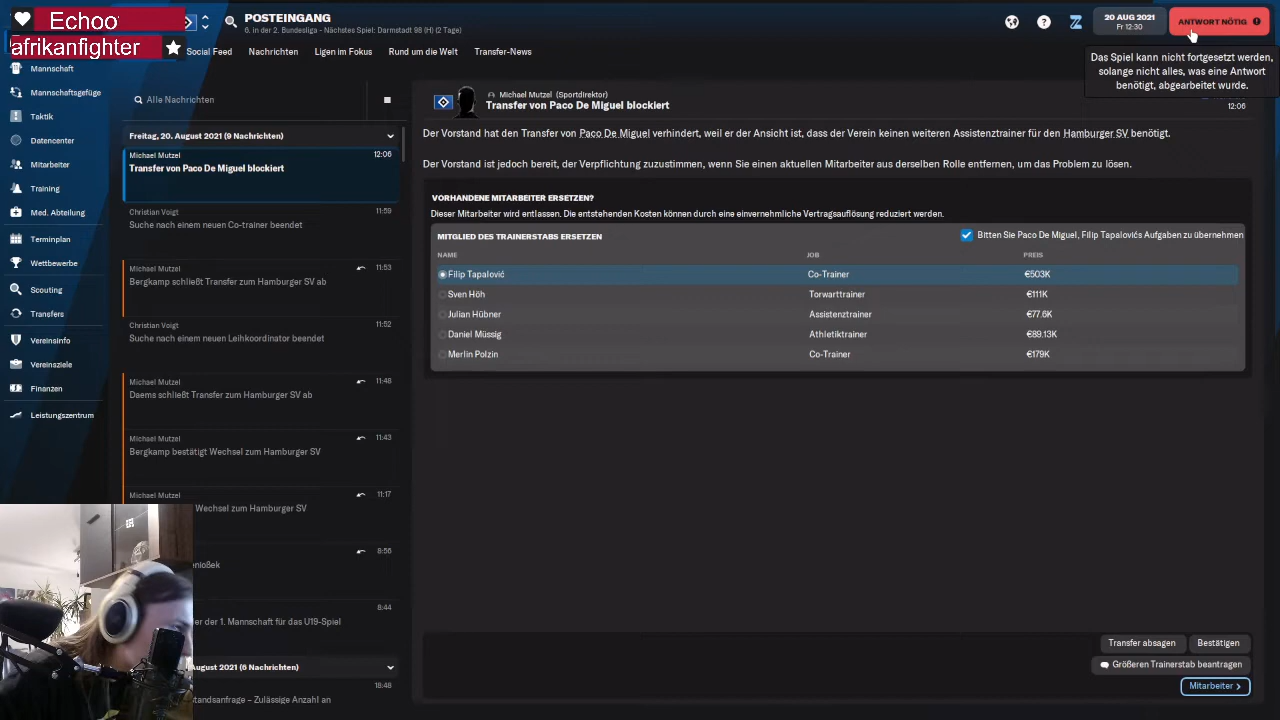 Echoo
afrikanfighter
POSTEINGANG
6. in der 2. Bundesliga - Nächstes Spiel: Darmstadt 98 (H) (2 Tage)
20 AUG 2021
Fr 12:30
ANTWORT NÖTIG
Social Feed
Nachrichten
Ligen im Fokus
Rund um die Welt
Transfer-News
Das Spiel kann nicht fortgesetzt werden,
solange nicht alles, was eine Antwort
benötigt, abgearbeitet wurde.
Mannschaft
Mannschaftsgefüge
Taktik
Datencenter
Mitarbeiter
Training
Med. Abteilung
Terminplan
Wettbewerbe
Scouting
Transfers
Vereinsinfo
Vereinsziele
Finanzen
Leistungszentrum
Alle Nachrichten
Freitag, 20. August 2021 (9 Nachrichten)
Michael Mutzel 12:06
Transfer von Paco De Miguel blockiert
Christian Voigt 11:59
Suche nach einem neuen Co-trainer beendet
Michael Mutzel 11:53
Bergkamp schließt Transfer zum Hamburger SV ab
Christian Voigt 11:52
Suche nach einem neuen Leihkoordinator beendet
Michael Mutzel 11:48
Daems schließt Transfer zum Hamburger SV ab
Michael Mutzel 11:43
Bergkamp bestätigt Wechsel zum Hamburger SV
Michael Mutzel 11:17
Wechsel zum Hamburger SV
8:56
8:44
der 1. Mannschaft für das U19-Spiel
August 2021 (6 Nachrichten)
18:48
– Zulässige Anzahl an
Michael Mutzel (Sportdirektor)
Transfer von Paco De Miguel blockiert
12:06
Der Vorstand hat den Transfer von Paco De Miguel verhindert, weil er der Ansicht ist, dass der Verein keinen weiteren Assistenztrainer für den Hamburger SV benötigt.
Der Vorstand ist jedoch bereit, der Verpflichtung zuzustimmen, wenn Sie einen aktuellen Mitarbeiter aus derselben Rolle entfernen, um das Problem zu lösen.
VORHANDENE MITARBEITER ERSETZEN?
Dieser Mitarbeiter wird entlassen. Die entstehenden Kosten können durch eine einvernehmliche Vertragsauflösung reduziert werden.
MITGLIED DES TRAINERSTABS ERSETZEN
Bitten Sie Paco De Miguel, Filip Tapalovićs Aufgaben zu übernehmen
NAME JOB PREIS
Filip Tapalović Co-Trainer €503K
Sven Höh Torwarttrainer €111K
Julian Hübner Assistenztrainer €77.6K
Daniel Müssig Athletiktrainer €89.13K
Merlin Polzin Co-Trainer €179K
Transfer absagen
Bestätigen
Größeren Trainerstab beantragen
Mitarbeiter